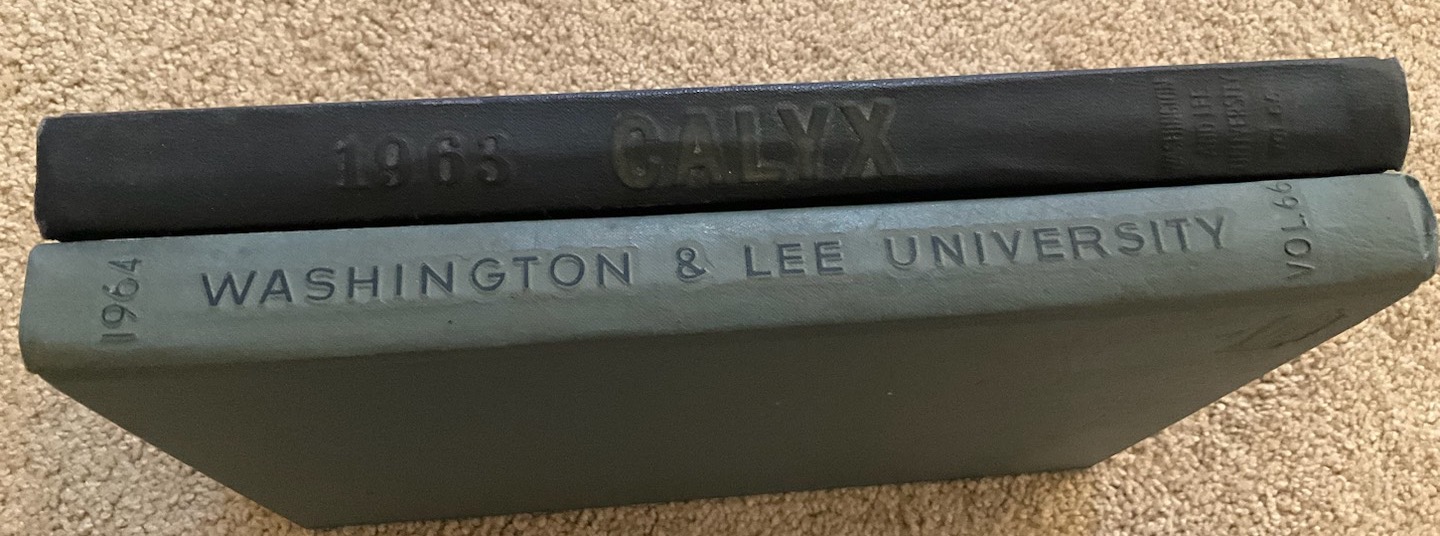 1963 CALYX
WASHINGTON
AND LEE
UNIVERSITY
1964 WASHINGTON & LEE UNIVERSITY VOL 66